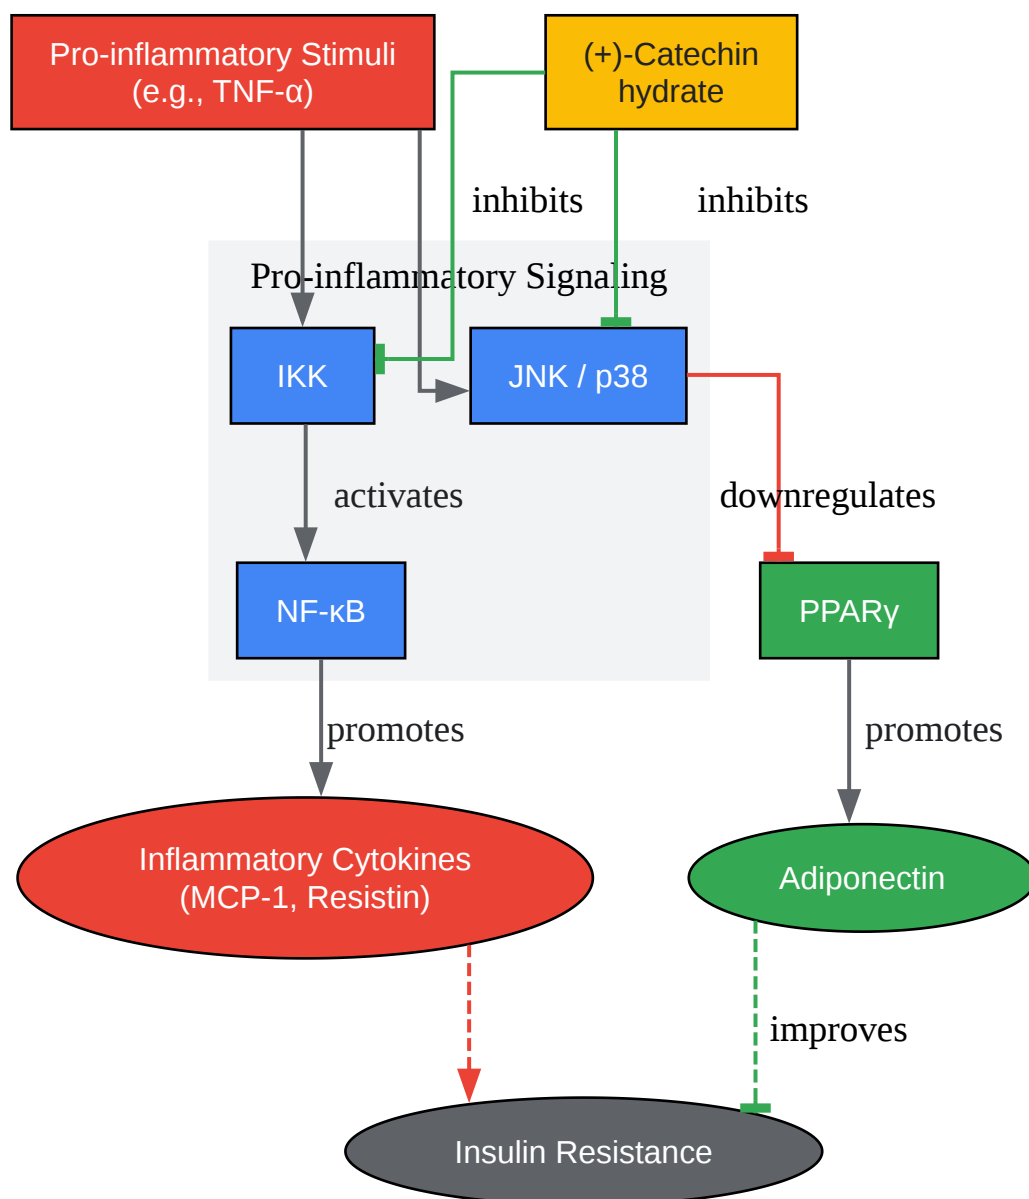 Pro-inflammatory Stimuli
(e.g., TNF-α)
(+)-Catechin
hydrate
inhibits
inhibits
Pro-inflammatory Signaling
IKK
JNK / p38
activates
downregulates
NF-κB
PPARγ
promotes
promotes
Inflammatory Cytokines
(MCP-1, Resistin)
Adiponectin
improves
Insulin Resistance